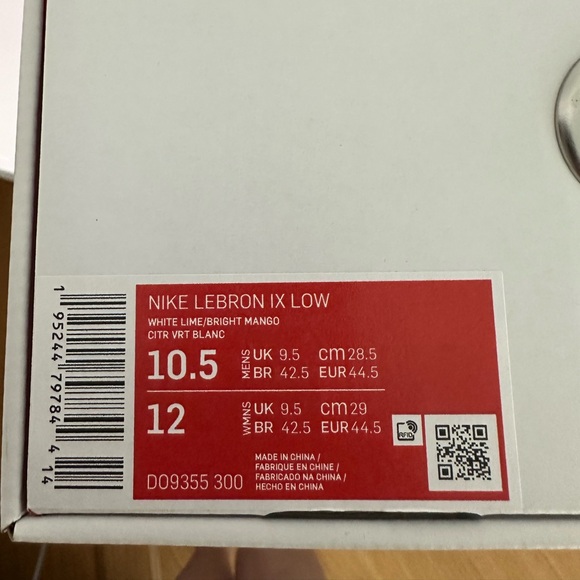 NIKE LEBRON IX LOW
WHITE LIME/BRIGHT MANGO
CITR VRT BLANC
10.5 MENS UK 9.5 cm 28.5
BR 42.5 EUR 44.5
12 WMNS UK 9.5 cm 29
BR 42.5 EUR 44.5
MADE IN CHINA /
FABRIQUE EN CHINE /
FABRICADO NA CHINA /
HECHO EN CHINA
DO9355 300
RFID
1 95244 79784 4 14